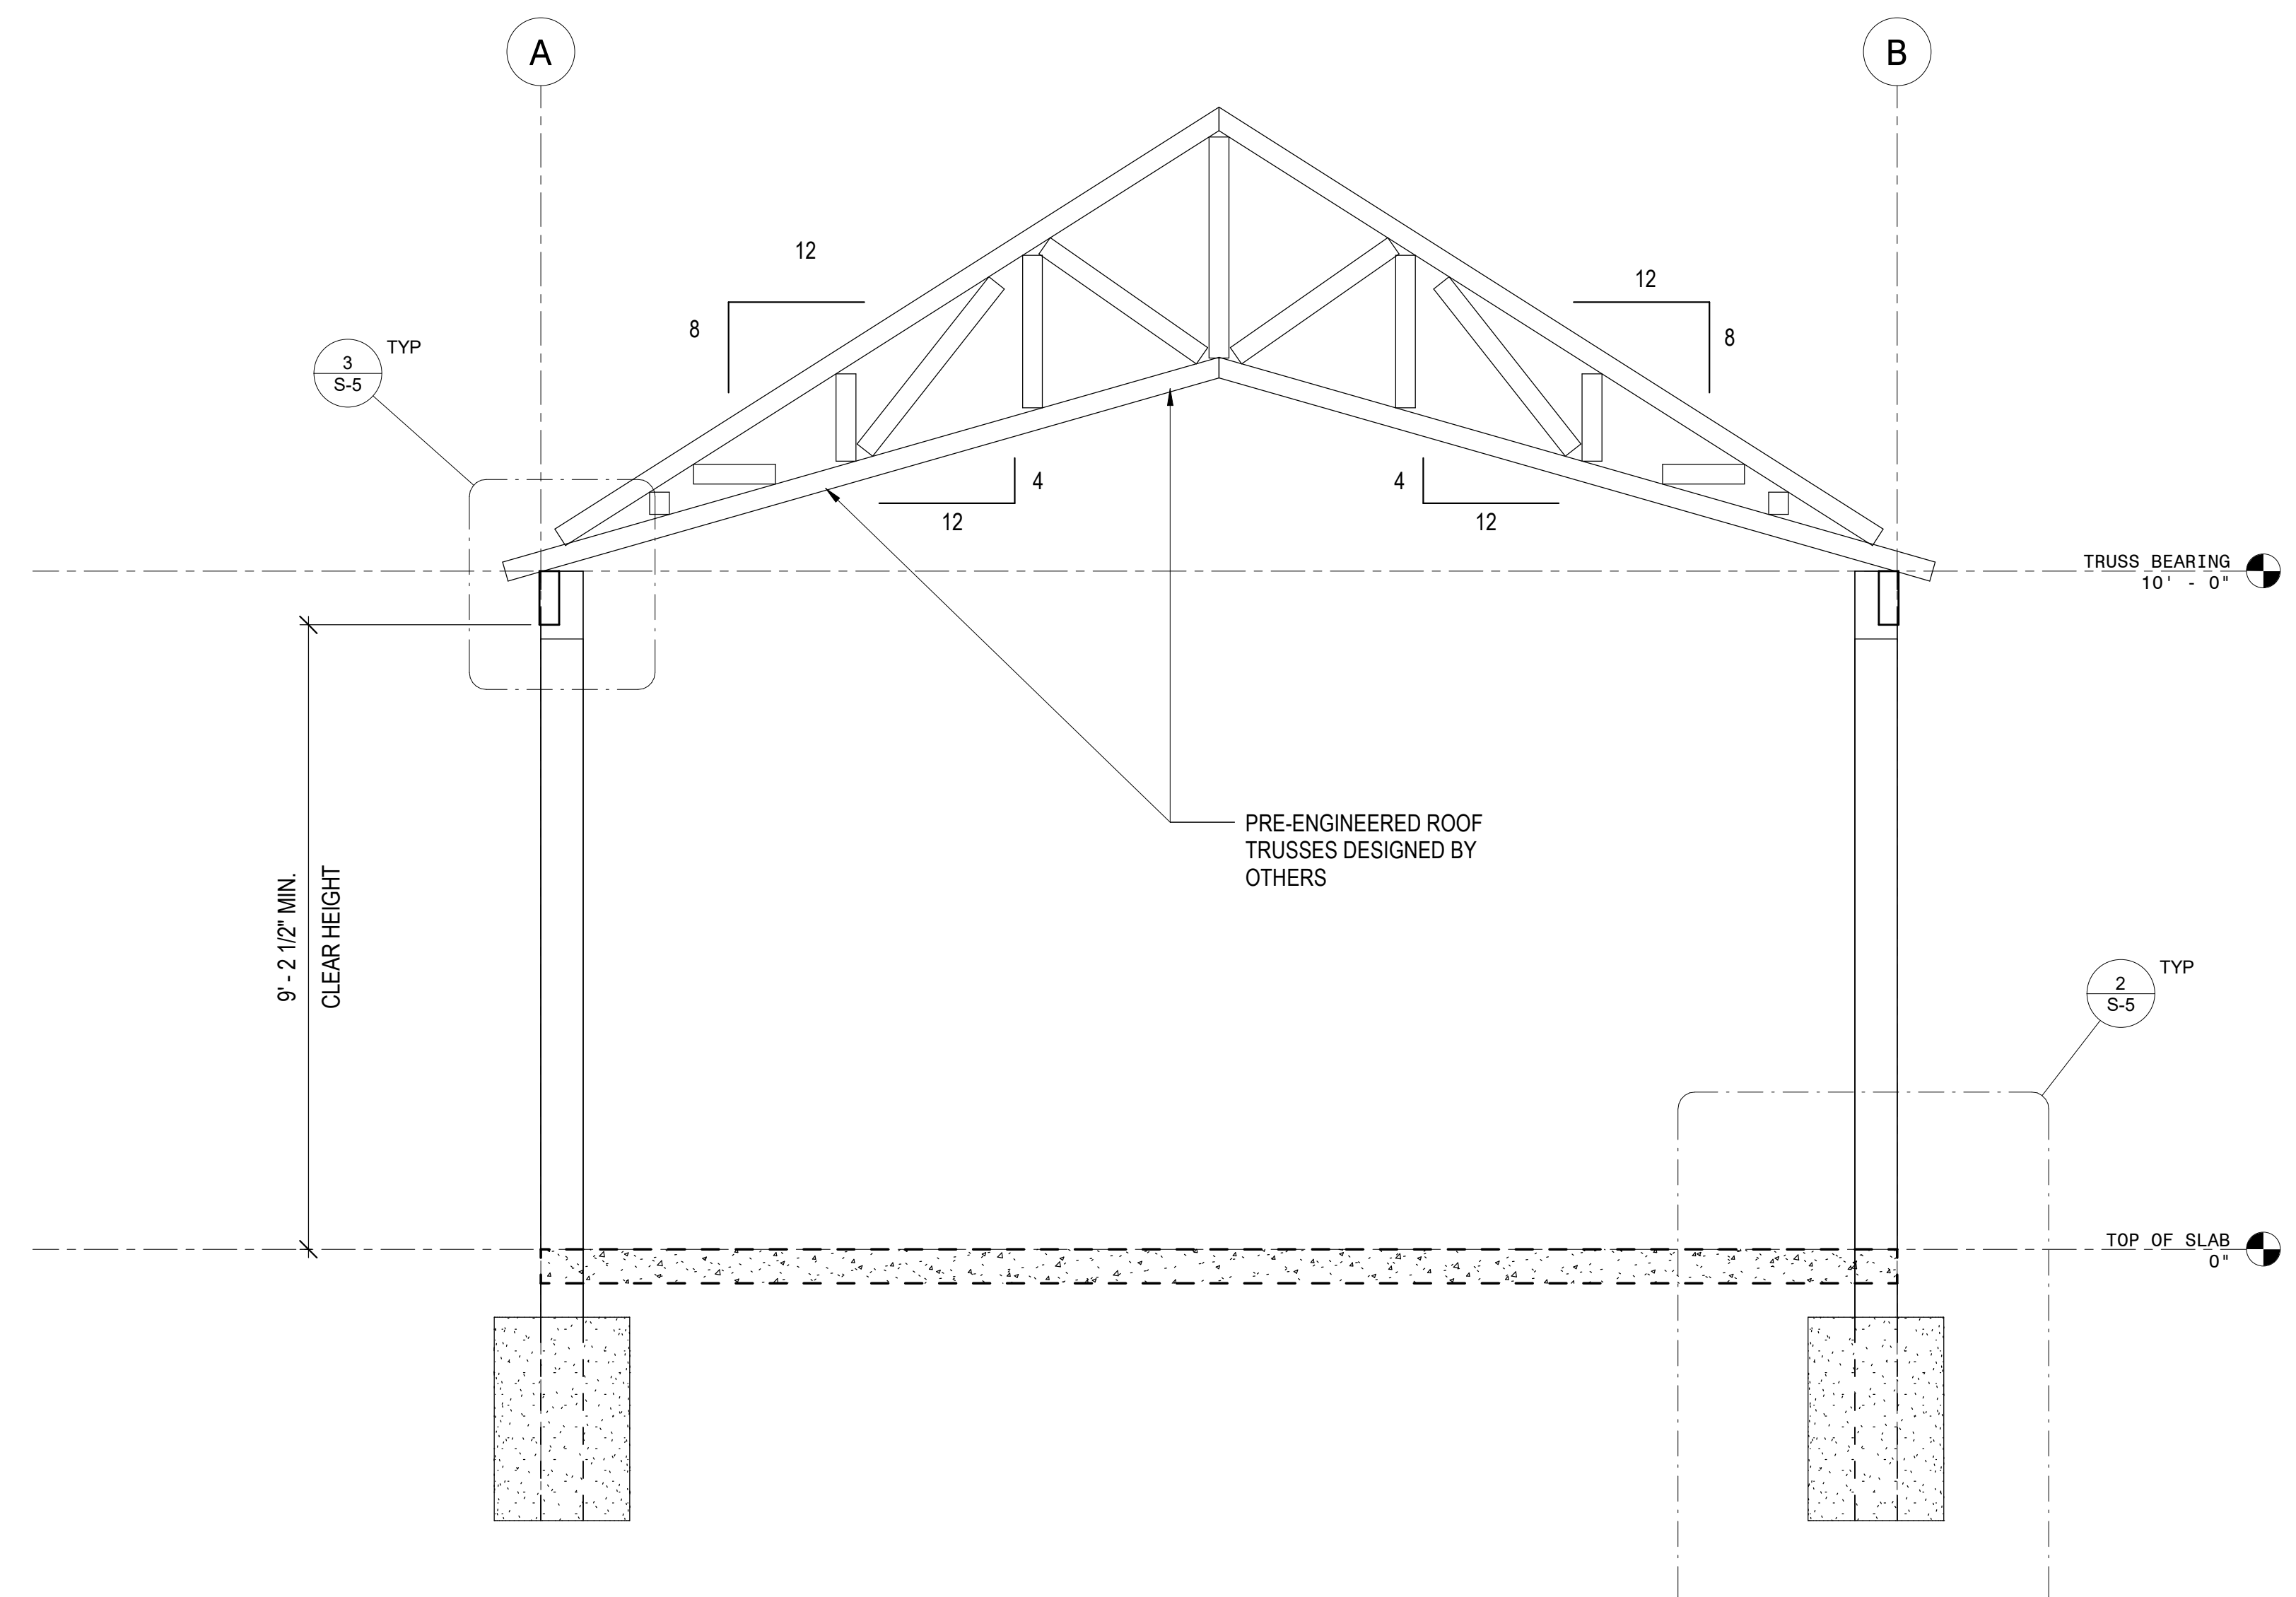 A
B
12
12
8
8
3
S-5
TYP
4
12
4
12
TRUSS BEARING
10' - 0"
PRE-ENGINEERED ROOF
TRUSSES DESIGNED BY
OTHERS
9' - 2 1/2" MIN.
CLEAR HEIGHT
2
S-5
TYP
TOP OF SLAB
0"